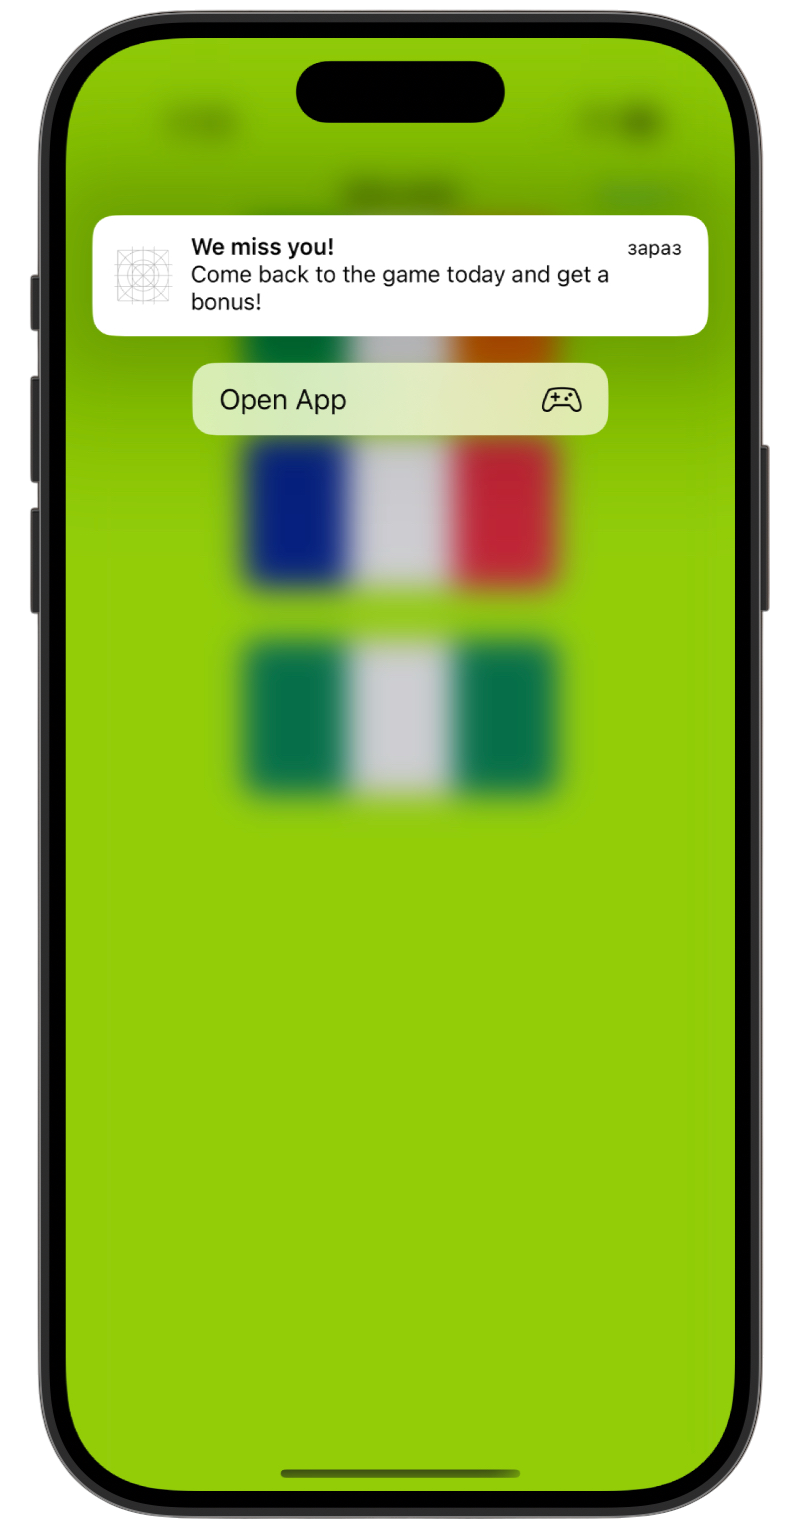 We miss you!
зараз
Come back to the game today and get a
bonus!
Open App